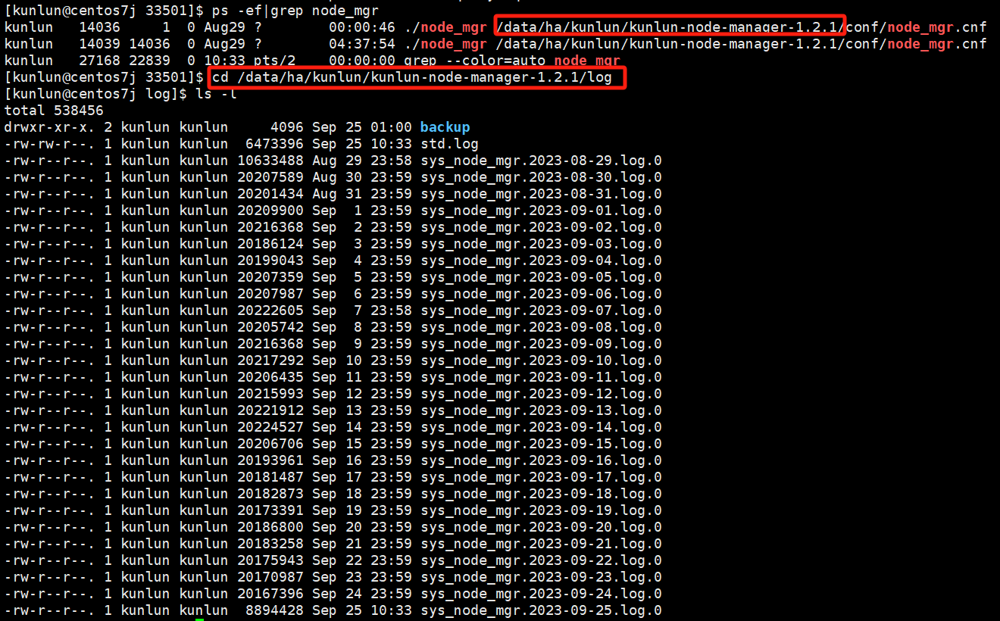 [kunlun@centos7j 33501]$ ps -ef|grep node_mgr
kunlun   14036      1  0 Aug29 ?        00:00:46 ./node_mgr /data/ha/kunlun/kunlun-node-manager-1.2.1/conf/node_mgr.cnf
kunlun   14039  14036  0 Aug29 ?        04:37:54 ./node_mgr /data/ha/kunlun/kunlun-node-manager-1.2.1/conf/node_mgr.cnf
kunlun   27168  22839  0 10:33 pts/2    00:00:00 grep --color=auto node_mgr
[kunlun@centos7j 33501]$ cd /data/ha/kunlun/kunlun-node-manager-1.2.1/log
[kunlun@centos7j log]$ ls -l
total 538456
drwxr-xr-x. 2 kunlun kunlun     4096 Sep 25 01:00 backup
-rw-rw-r--. 1 kunlun kunlun  6473396 Sep 25 10:33 std.log
-rw-r--r--. 1 kunlun kunlun 10633488 Aug 29 23:58 sys_node_mgr.2023-08-29.log.0
-rw-r--r--. 1 kunlun kunlun 20207589 Aug 30 23:59 sys_node_mgr.2023-08-30.log.0
-rw-r--r--. 1 kunlun kunlun 20201434 Aug 31 23:59 sys_node_mgr.2023-08-31.log.0
-rw-r--r--. 1 kunlun kunlun 20209900 Sep  1 23:59 sys_node_mgr.2023-09-01.log.0
-rw-r--r--. 1 kunlun kunlun 20216368 Sep  2 23:59 sys_node_mgr.2023-09-02.log.0
-rw-r--r--. 1 kunlun kunlun 20186124 Sep  3 23:59 sys_node_mgr.2023-09-03.log.0
-rw-r--r--. 1 kunlun kunlun 20199043 Sep  4 23:59 sys_node_mgr.2023-09-04.log.0
-rw-r--r--. 1 kunlun kunlun 20207359 Sep  5 23:59 sys_node_mgr.2023-09-05.log.0
-rw-r--r--. 1 kunlun kunlun 20207987 Sep  6 23:59 sys_node_mgr.2023-09-06.log.0
-rw-r--r--. 1 kunlun kunlun 20222605 Sep  7 23:58 sys_node_mgr.2023-09-07.log.0
-rw-r--r--. 1 kunlun kunlun 20205742 Sep  8 23:59 sys_node_mgr.2023-09-08.log.0
-rw-r--r--. 1 kunlun kunlun 20216368 Sep  9 23:59 sys_node_mgr.2023-09-09.log.0
-rw-r--r--. 1 kunlun kunlun 20217292 Sep 10 23:59 sys_node_mgr.2023-09-10.log.0
-rw-r--r--. 1 kunlun kunlun 20206435 Sep 11 23:59 sys_node_mgr.2023-09-11.log.0
-rw-r--r--. 1 kunlun kunlun 20215993 Sep 12 23:59 sys_node_mgr.2023-09-12.log.0
-rw-r--r--. 1 kunlun kunlun 20221912 Sep 13 23:59 sys_node_mgr.2023-09-13.log.0
-rw-r--r--. 1 kunlun kunlun 20224527 Sep 14 23:59 sys_node_mgr.2023-09-14.log.0
-rw-r--r--. 1 kunlun kunlun 20206706 Sep 15 23:59 sys_node_mgr.2023-09-15.log.0
-rw-r--r--. 1 kunlun kunlun 20193961 Sep 16 23:59 sys_node_mgr.2023-09-16.log.0
-rw-r--r--. 1 kunlun kunlun 20181487 Sep 17 23:59 sys_node_mgr.2023-09-17.log.0
-rw-r--r--. 1 kunlun kunlun 20182873 Sep 18 23:59 sys_node_mgr.2023-09-18.log.0
-rw-r--r--. 1 kunlun kunlun 20173391 Sep 19 23:59 sys_node_mgr.2023-09-19.log.0
-rw-r--r--. 1 kunlun kunlun 20186800 Sep 20 23:59 sys_node_mgr.2023-09-20.log.0
-rw-r--r--. 1 kunlun kunlun 20183258 Sep 21 23:59 sys_node_mgr.2023-09-21.log.0
-rw-r--r--. 1 kunlun kunlun 20175943 Sep 22 23:59 sys_node_mgr.2023-09-22.log.0
-rw-r--r--. 1 kunlun kunlun 20170987 Sep 23 23:59 sys_node_mgr.2023-09-23.log.0
-rw-r--r--. 1 kunlun kunlun 20167396 Sep 24 23:59 sys_node_mgr.2023-09-24.log.0
-rw-r--r--. 1 kunlun kunlun  8894428 Sep 25 10:33 sys_node_mgr.2023-09-25.log.0